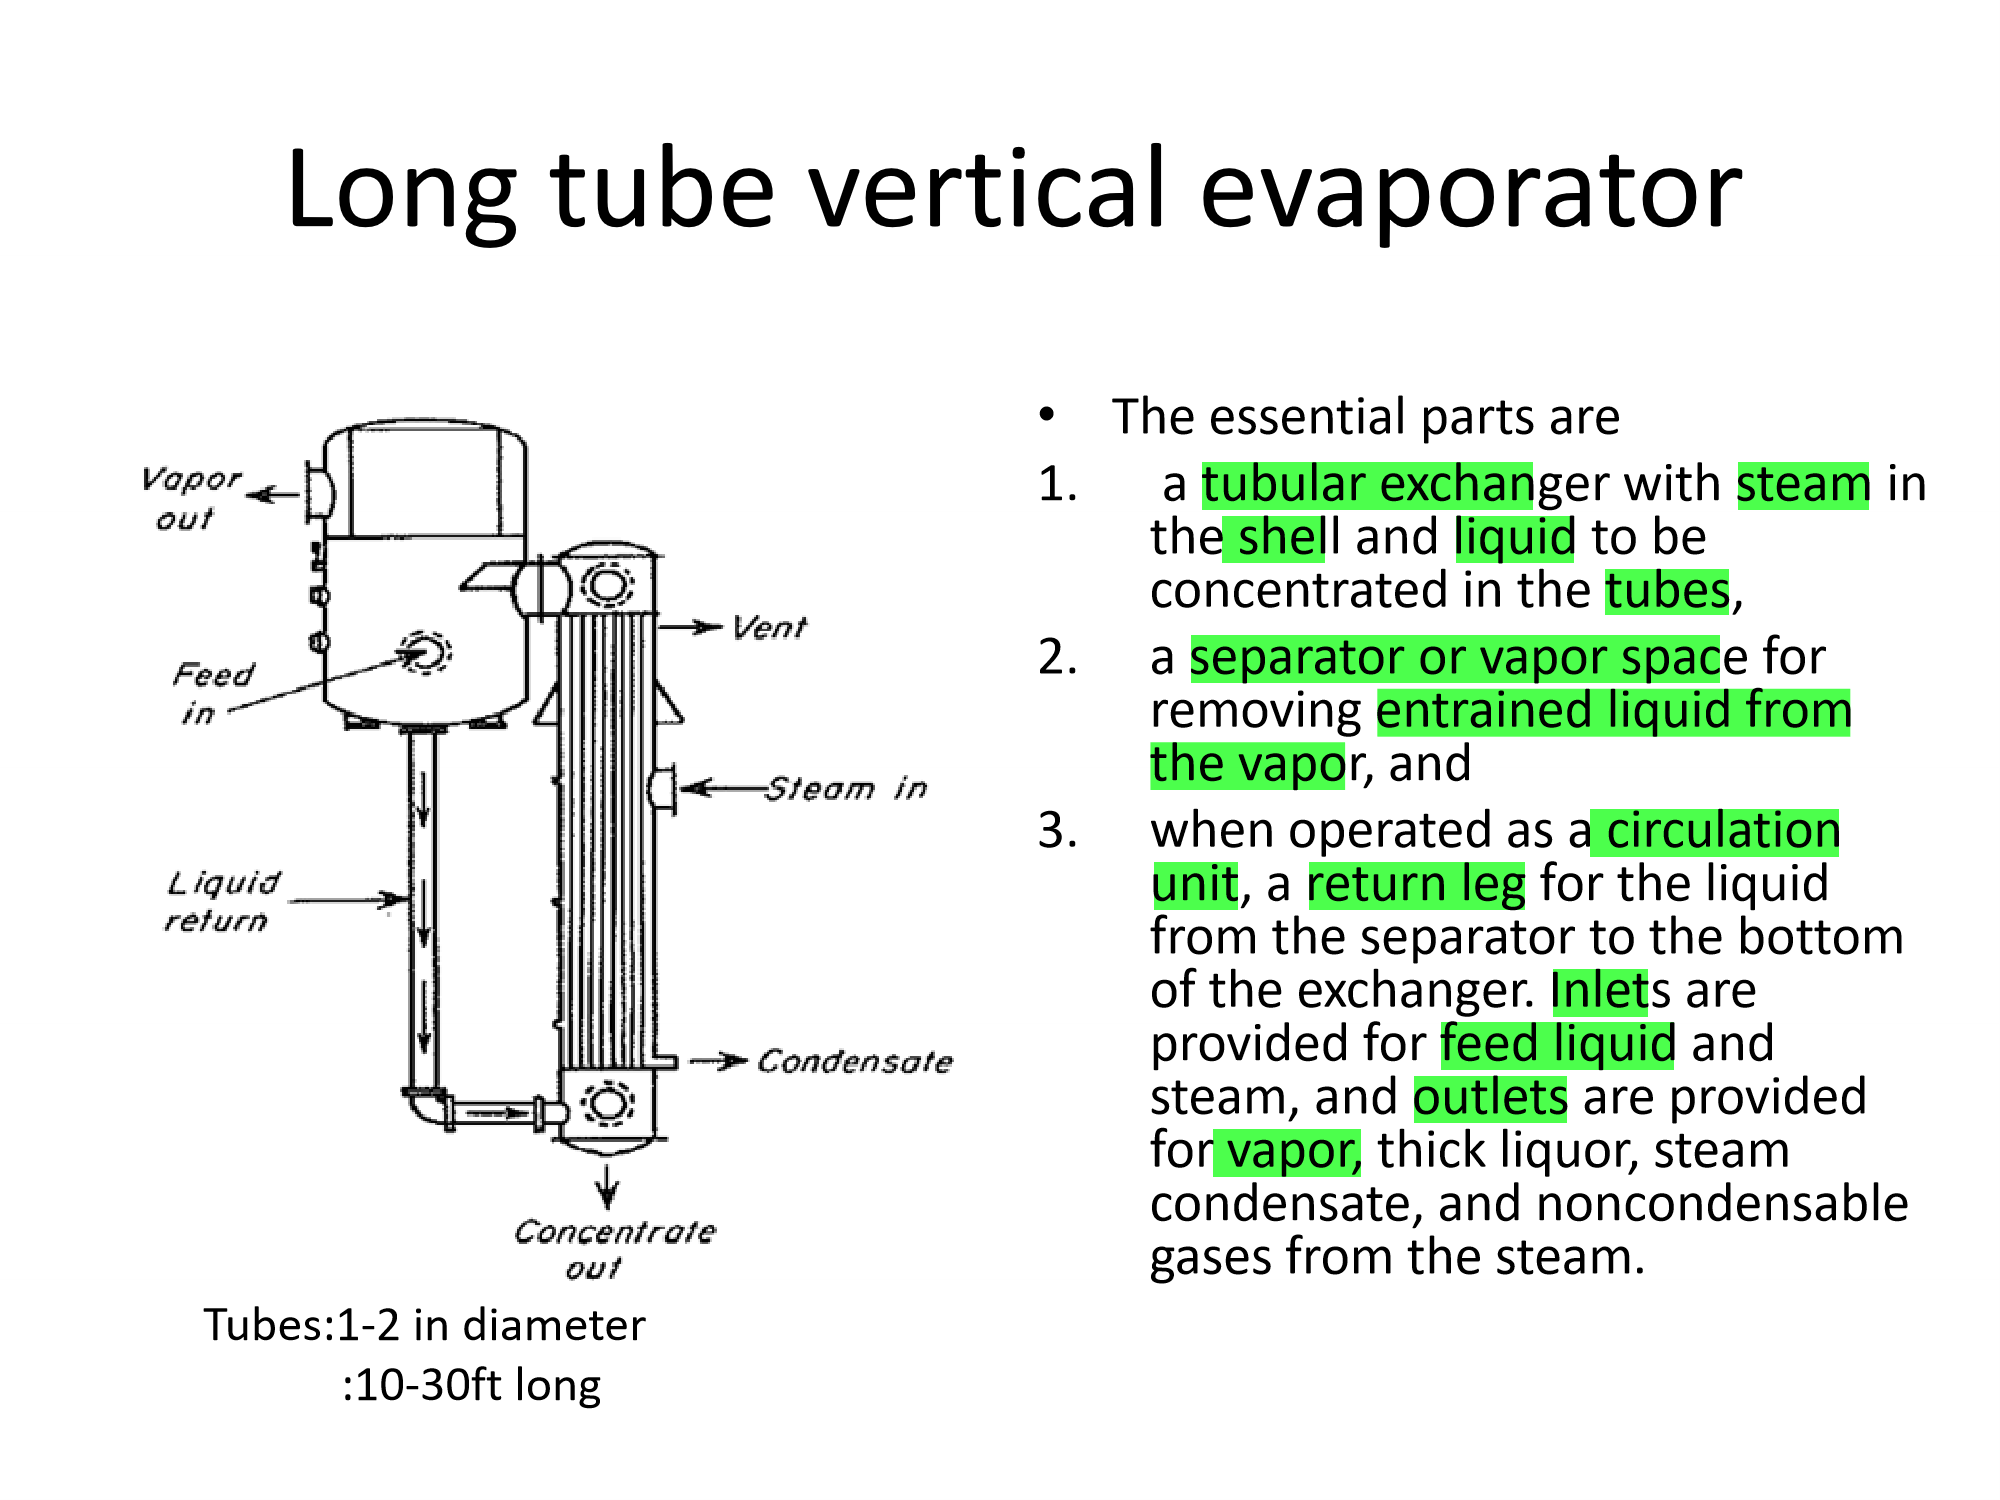 Long tube vertical evaporator
Vapor
out
Feed
in
Liquid
return
Vent
Steam in
Condensate
Concentrate
out
Tubes:1-2 in diameter
:10-30ft long
• The essential parts are
1. a tubular exchanger with steam in
the shell and liquid to be
concentrated in the tubes,
2. a separator or vapor space for
removing entrained liquid from
the vapor, and
3. when operated as a circulation
unit, a return leg for the liquid
from the separator to the bottom
of the exchanger. Inlets are
provided for feed liquid and
steam, and outlets are provided
for vapor, thick liquor, steam
condensate, and noncondensable
gases from the steam.